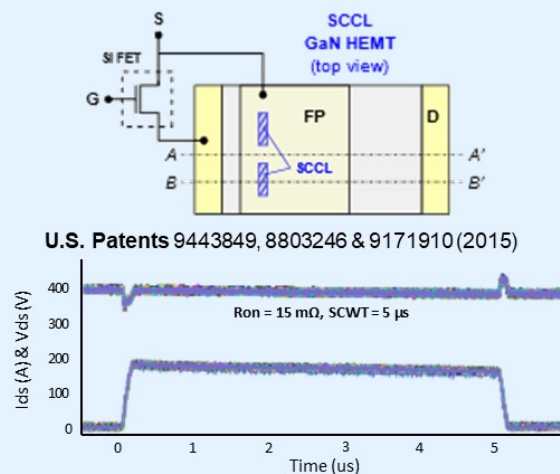 S
SCCL
GaN HEMT
(top view)
SI FET
G
FP
D
A
A'
SCCL
B
B'
U.S. Patents 9443849, 8803246 & 9171910 (2015)
Ids (A) & Vds (V)
400
300
200
100
0
Ron = 15 mΩ, SCWT = 5 µs
0 1 2 3 4 5
Time (us)